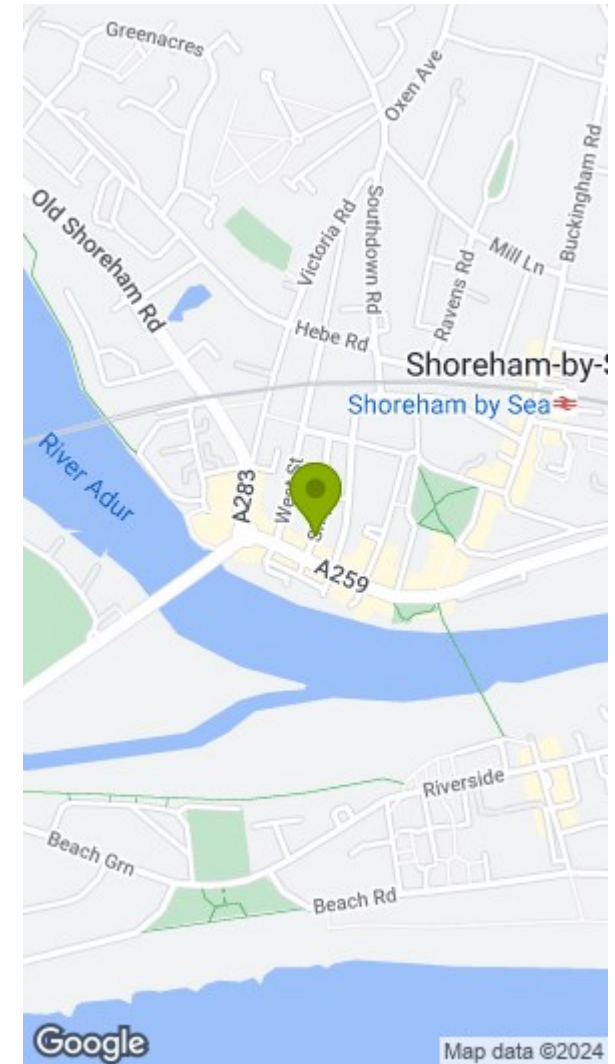 Greenacres
Oxen Ave
Buckingham Rd
Old Shoreham Rd
Victoria Rd
Southdown Rd
Mill Ln
Ravens Rd
Hebe Rd
Shoreham-by-S
Shoreham by Sea
River Adur
A283
West St
A259
Riverside
Beach Grn
Beach Rd
Google
Map data ©2024